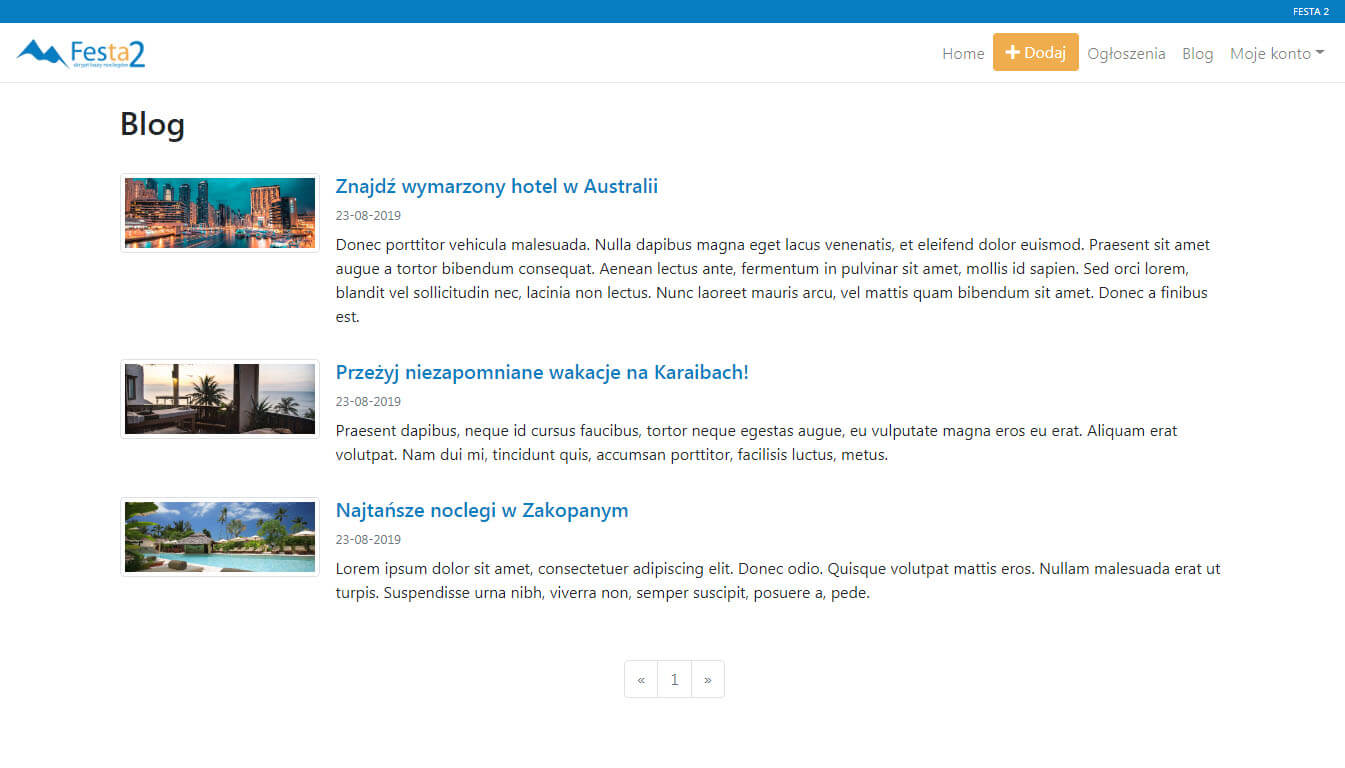 FESTA 2
Festa2
skrypt bazy noclegów
Home
Dodaj
Ogłoszenia
Blog
Moje konto
Blog
Znajdź wymarzony hotel w Australii
23-08-2019
Donec porttitor vehicula malesuada. Nulla dapibus magna eget lacus venenatis, et eleifend dolor euismod. Praesent sit amet
augue a tortor bibendum consequat. Aenean lectus ante, fermentum in pulvinar sit amet, mollis id sapien. Sed orci lorem,
blandit vel sollicitudin nec, lacinia non lectus. Nunc laoreet mauris arcu, vel mattis quam bibendum sit amet. Donec a finibus
est.
Przeżyj niezapomniane wakacje na Karaibach!
23-08-2019
Praesent dapibus, neque id cursus faucibus, tortor neque egestas augue, eu vulputate magna eros eu erat. Aliquam erat
volutpat. Nam dui mi, tincidunt quis, accumsan porttitor, facilisis luctus, metus.
Najtańsze noclegi w Zakopanym
23-08-2019
Lorem ipsum dolor sit amet, consectetuer adipiscing elit. Donec odio. Quisque volutpat mattis eros. Nullam malesuada erat ut
turpis. Suspendisse urna nibh, viverra non, semper suscipit, posuere a, pede.
« 1 »